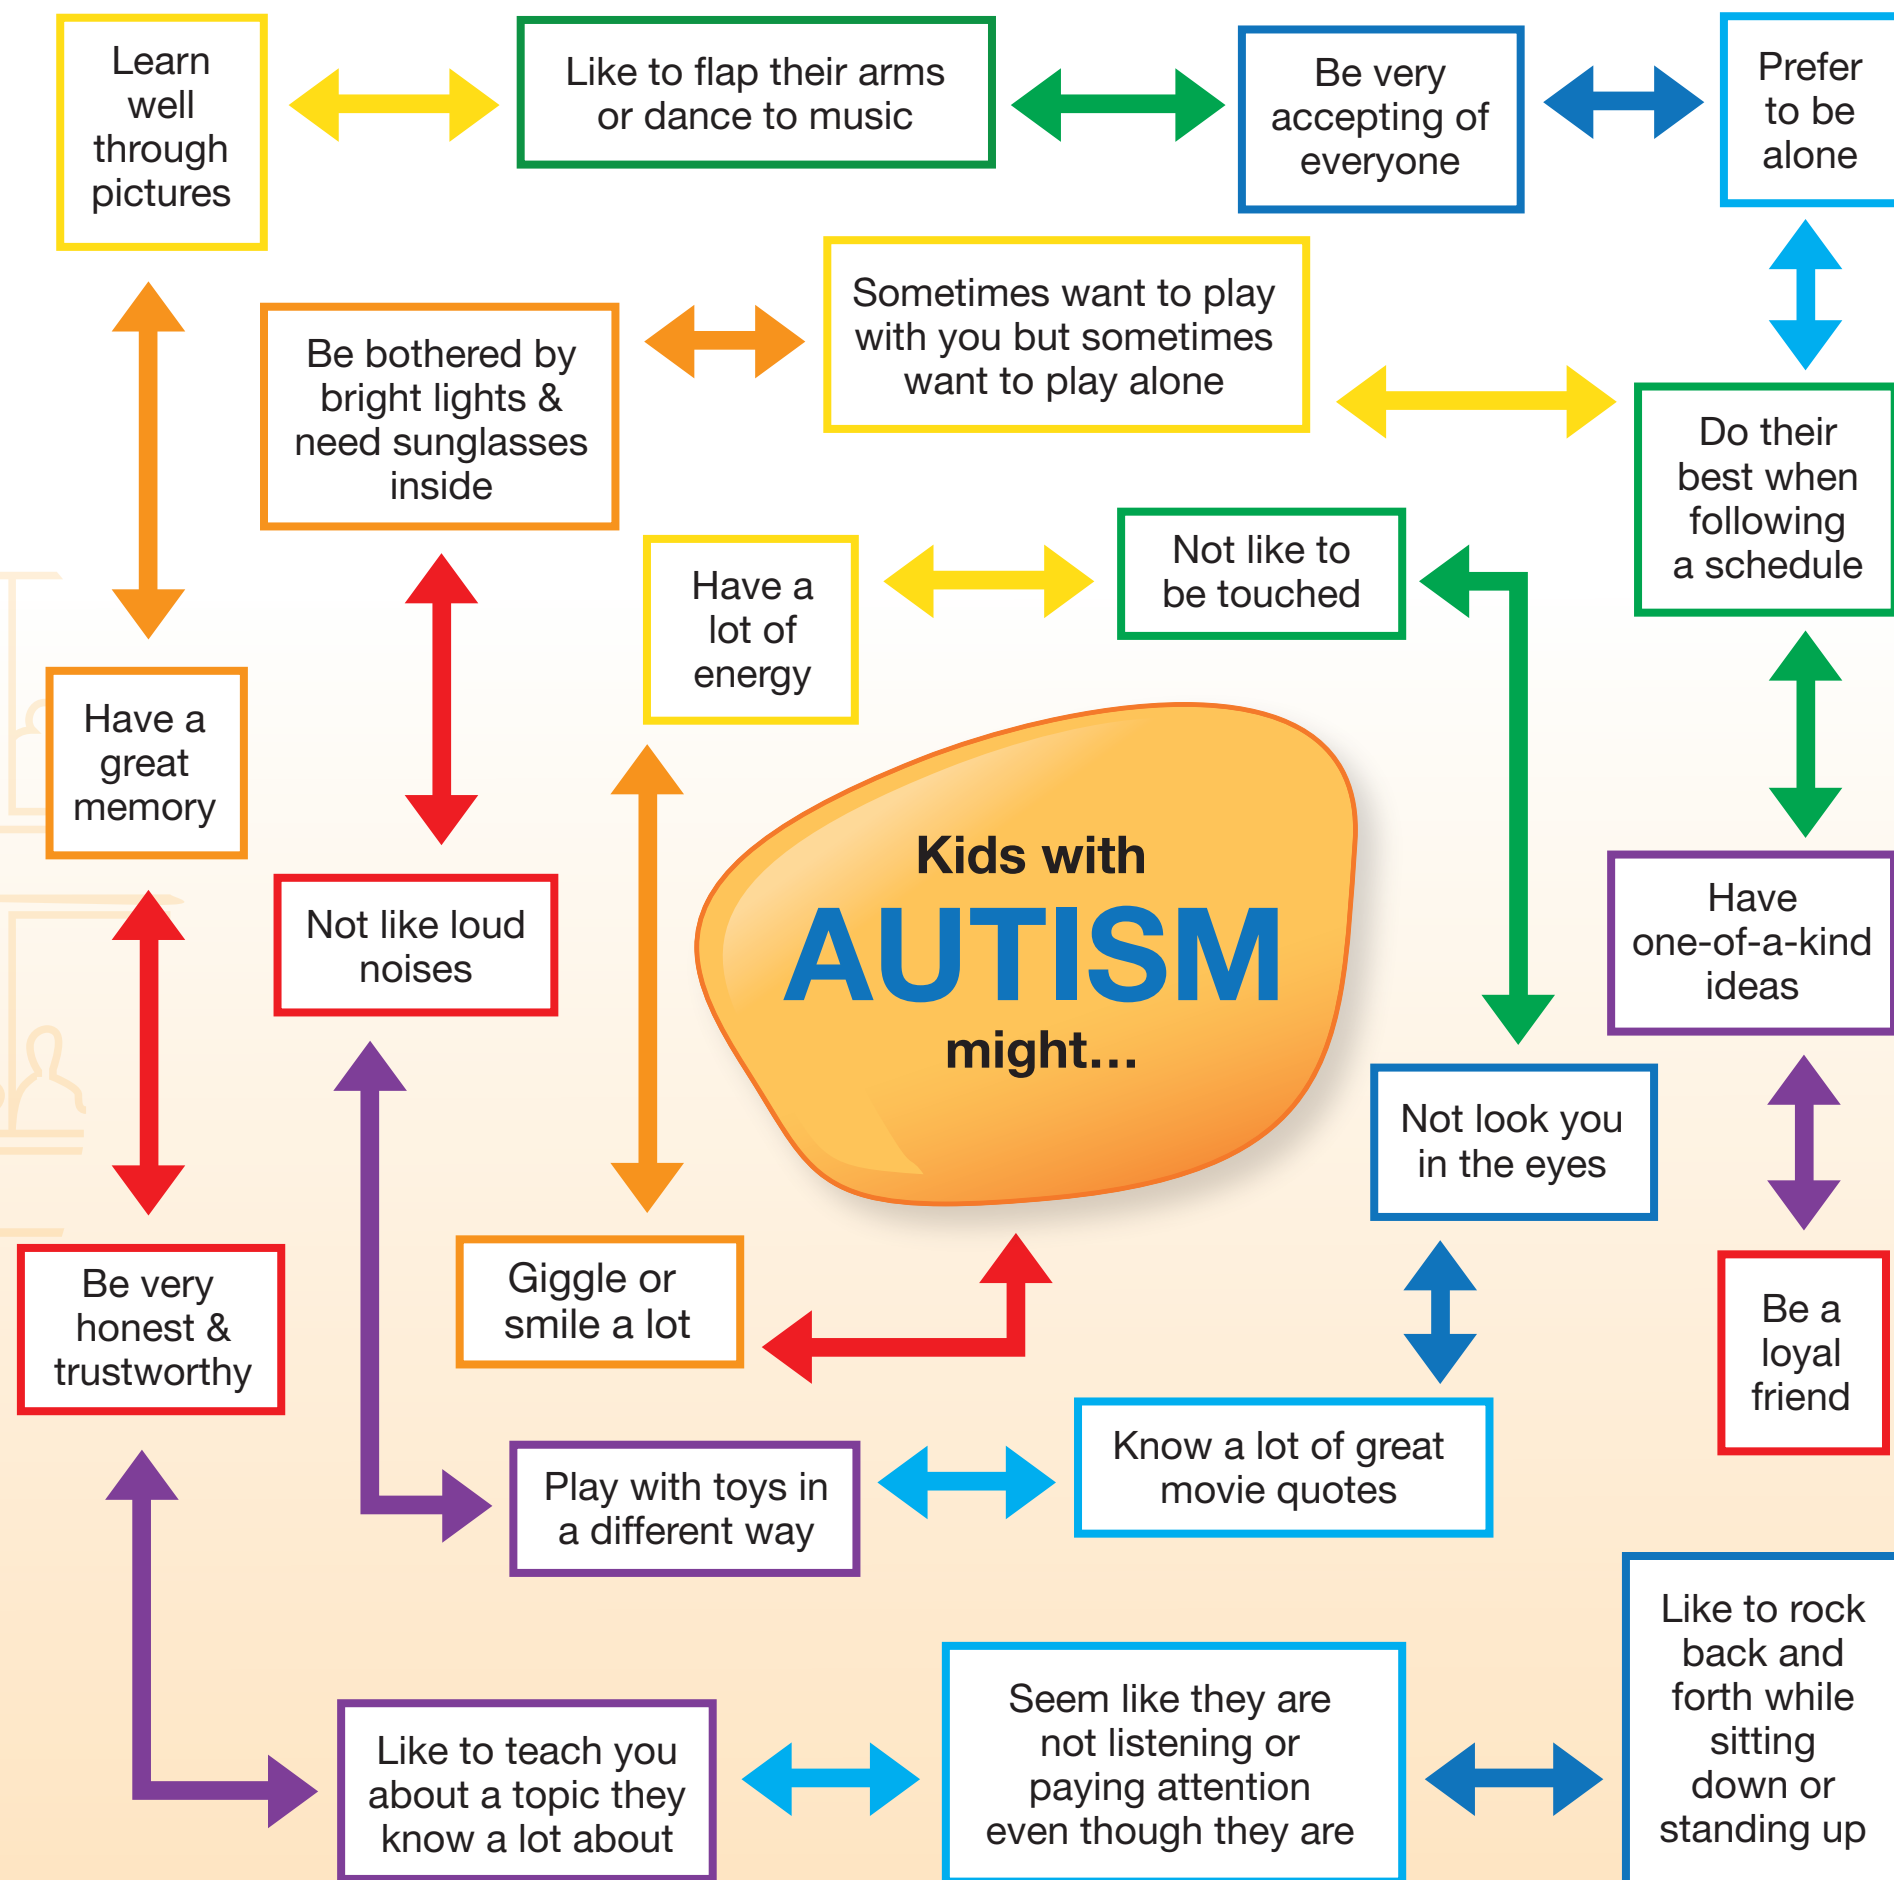 Learn
well
through
pictures
Like to flap their arms
or dance to music
Be very
accepting of
everyone
Prefer
to be
alone
Be bothered by
bright lights &
need sunglasses
inside
Sometimes want to play
with you but sometimes
want to play alone
Do their
best when
following
a schedule
Have a
lot of
energy
Not like to
be touched
Have a
great
memory
Not like loud
noises
Kids with
AUTISM
might…
Have
one-of-a-kind
ideas
Not look you
in the eyes
Be very
honest &
trustworthy
Giggle or
smile a lot
Be a
loyal
friend
Play with toys in
a different way
Know a lot of great
movie quotes
Like to teach you
about a topic they
know a lot about
Seem like they are
not listening or
paying attention
even though they are
Like to rock
back and
forth while
sitting
down or
standing up